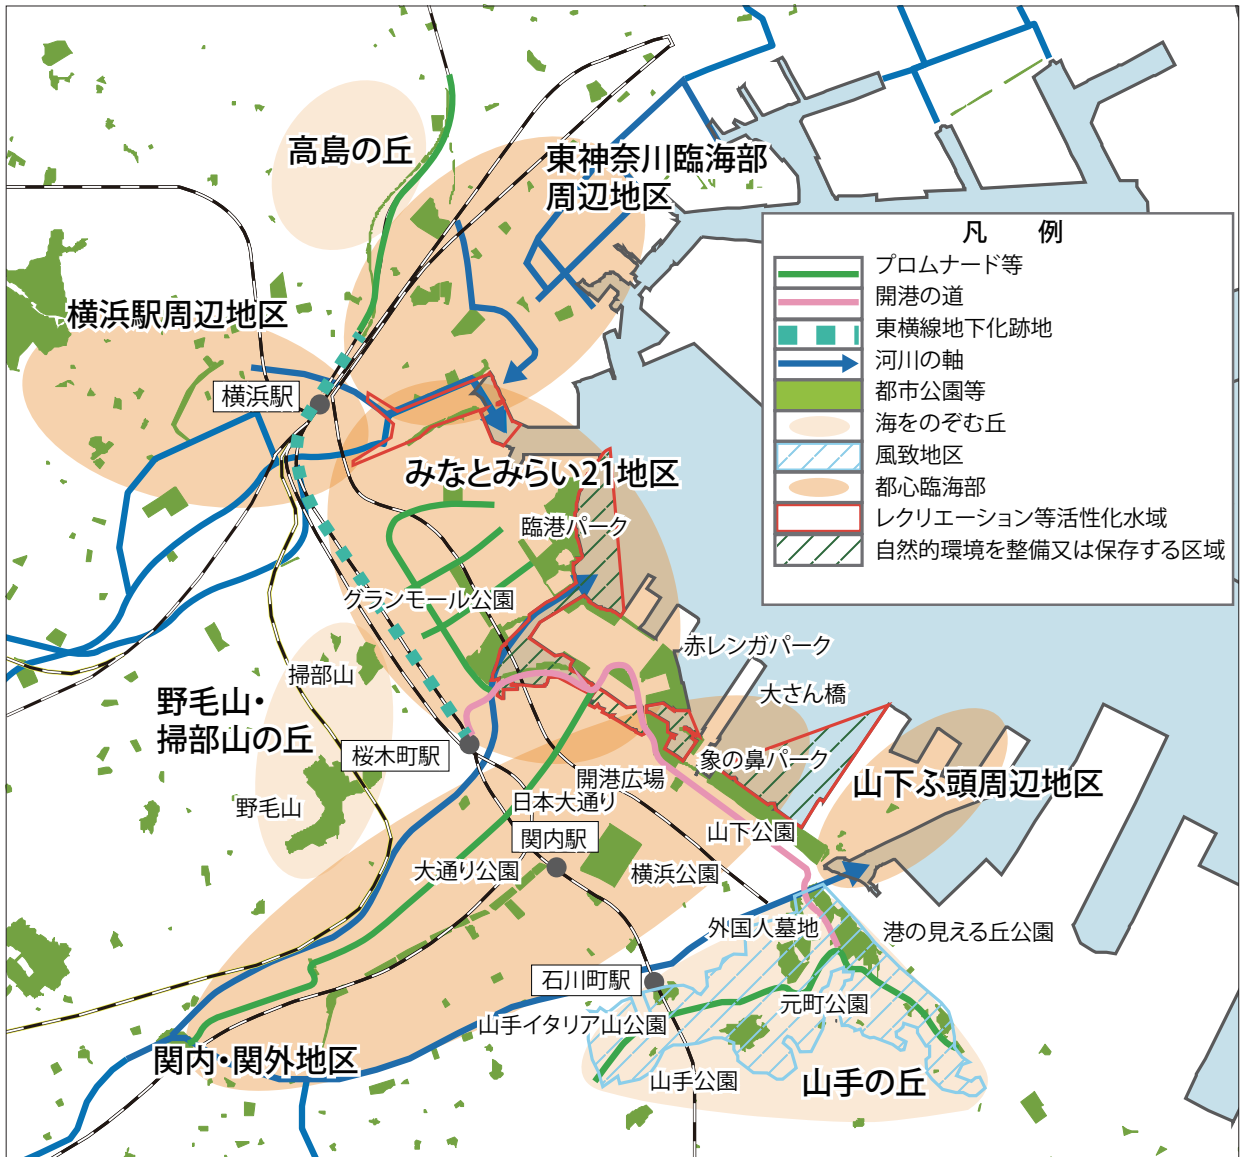 高島の丘
東神奈川臨海部
周辺地区
凡 例
プロムナード等
開港の道
東横線地下化跡地
河川の軸
都市公園等
海をのぞむ丘
風致地区
都心臨海部
レクリエーション等活性化水域
自然的環境を整備又は保存する区域
横浜駅周辺地区
横浜駅
みなとみらい21地区
臨港パーク
グランモール公園
赤レンガパーク
掃部山
大さん橋
野毛山・
掃部山の丘
桜木町駅
象の鼻パーク
開港広場
山下ふ頭周辺地区
野毛山
日本大通り
関内駅
山下公園
大通り公園
横浜公園
外国人墓地
港の見える丘公園
石川町駅
元町公園
山手イタリア山公園
関内・関外地区
山手公園
山手の丘